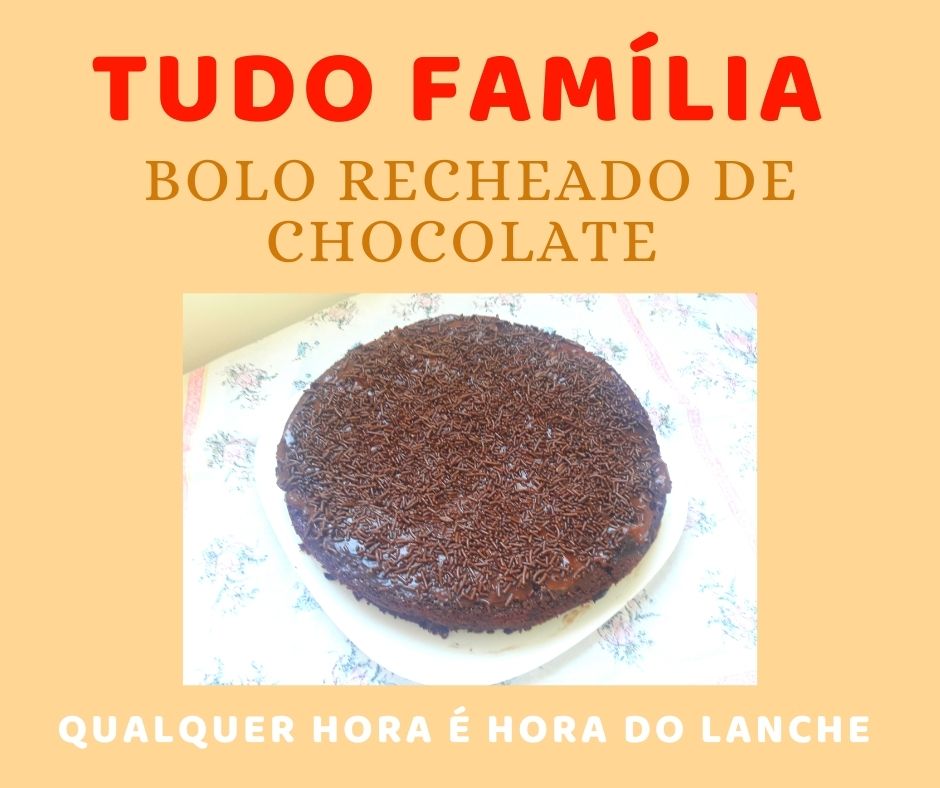 TUDO FAMÍLIA
BOLO RECHEADO DE
CHOCOLATE
QUALQUER HORA É HORA DO LANCHE